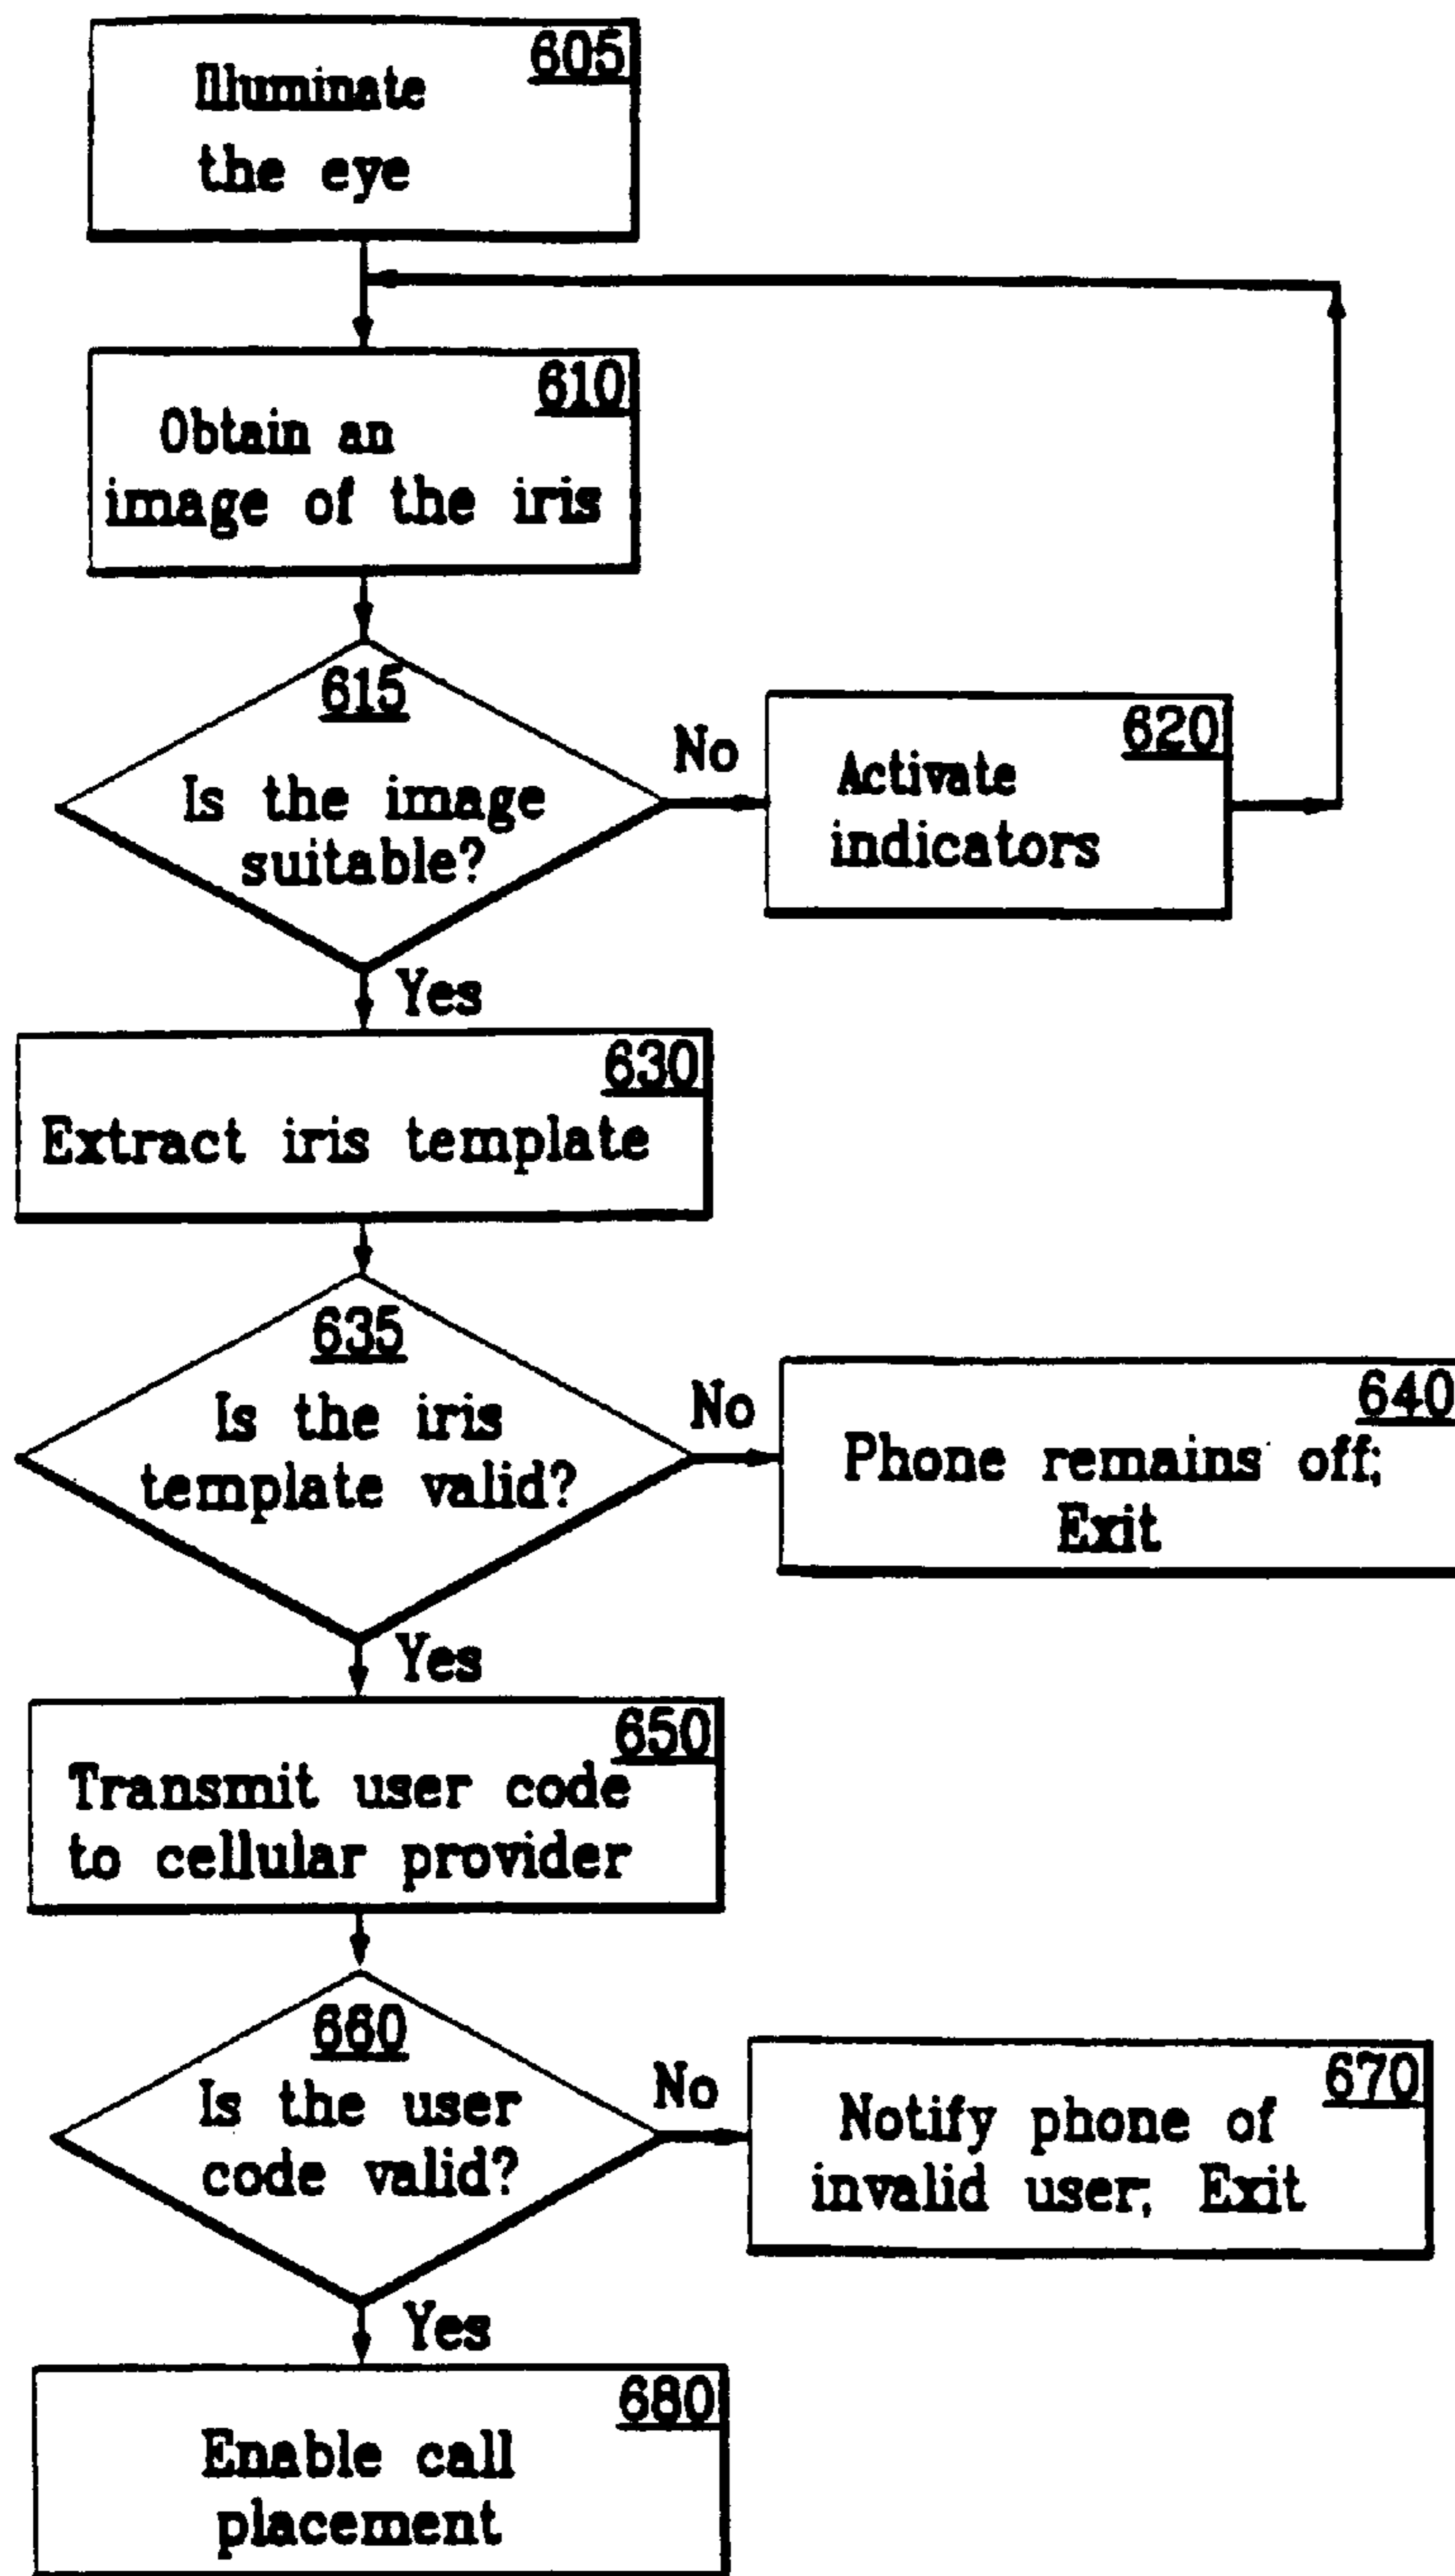 605
Illuminate
the eye
610
Obtain an
image of the iris
615
Is the image
suitable?
No
620
Activate
indicators
Yes
630
Extract iris template
635
Is the iris
template valid?
No
640
Phone remains off;
Exit
Yes
650
Transmit user code
to cellular provider
660
Is the user
code valid?
No
670
Notify phone of
invalid user; Exit
Yes
680
Enable call
placement